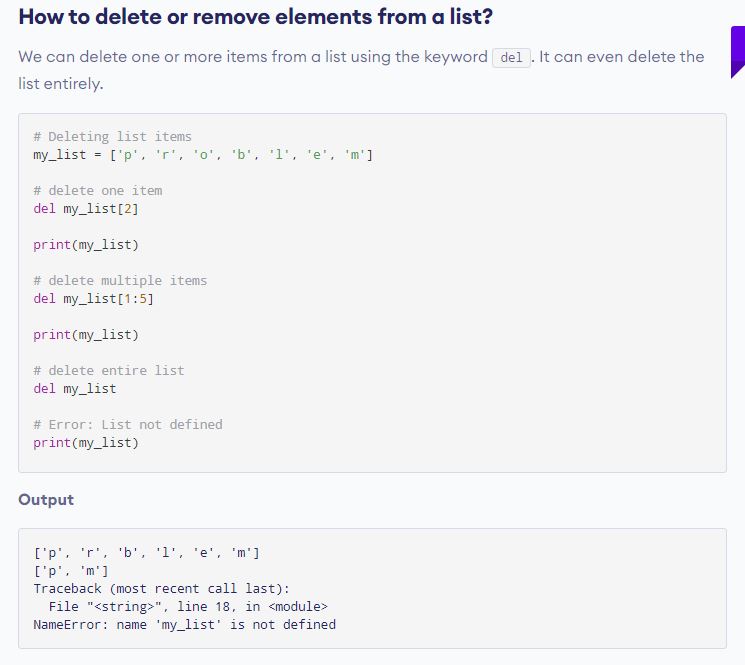 How to delete or remove elements from a list?
We can delete one or more items from a list using the keyword del . It can even delete the
list entirely.
# Deleting list items
my_list = ['p', 'r', 'o', 'b', 'l', 'e', 'm']
# delete one item
del my_list[2]
print(my_list)
# delete multiple items
del my_list[1:5]
print(my_list)
# delete entire list
del my_list
# Error: List not defined
print(my_list)
Output
['p', 'r', 'b', 'l', 'e', 'm']
['p', 'm']
Traceback (most recent call last):
  File "<string>", line 18, in <module>
NameError: name 'my_list' is not defined